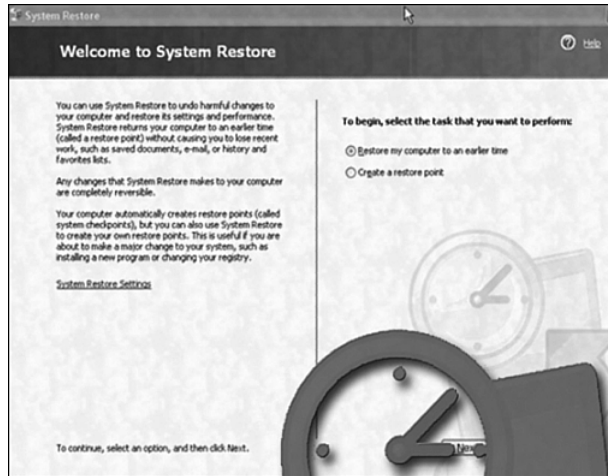 System Restore
Welcome to System Restore
Help
You can use System Restore to undo harmful changes to
your computer and restore its settings and performance.
System Restore returns your computer to an earlier time
(called a restore point) without causing you to lose recent
work, such as saved documents, e-mail, or history and
favorites lists.
Any changes that System Restore makes to your computer
are completely reversible.
Your computer automatically creates restore points (called
system checkpoints), but you can also use System Restore
to create your own restore points. This is useful if you are
about to make a major change to your system, such as
installing a new program or changing your registry.
System Restore Settings
To begin, select the task that you want to perform:
Restore my computer to an earlier time
Create a restore point
To continue, select an option, and then click Next.
Nex